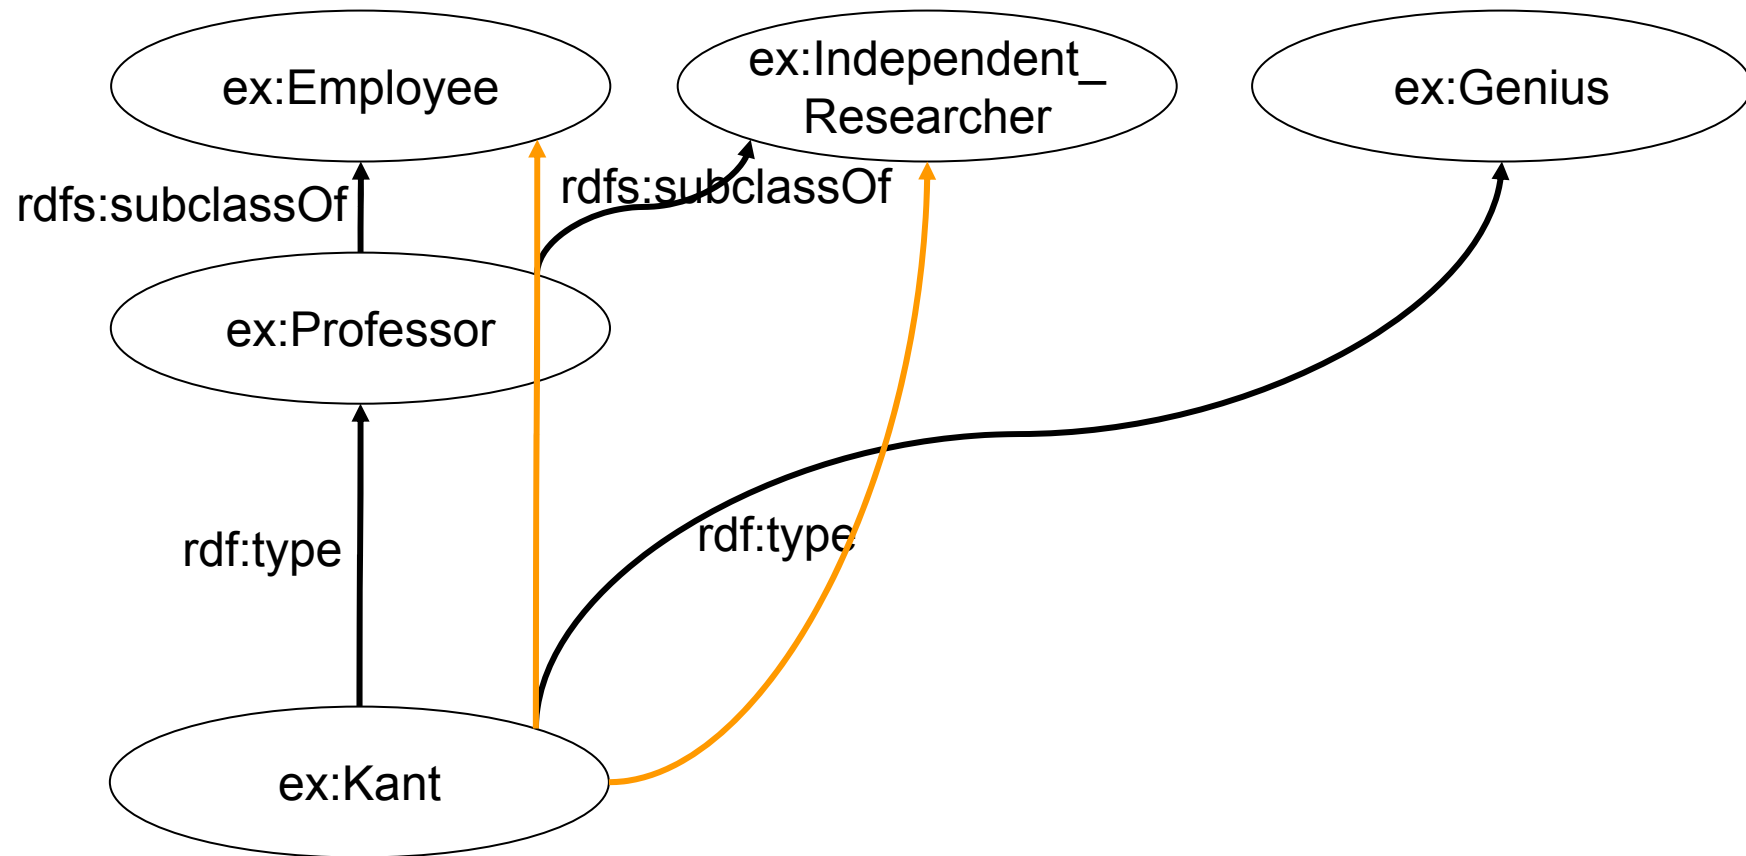 ex:Employee
ex:Independent_
Researcher
ex:Genius
rdfs:subclassOf
rdfs:subclassOf
ex:Professor
rdf:type
rdf:type
ex:Kant